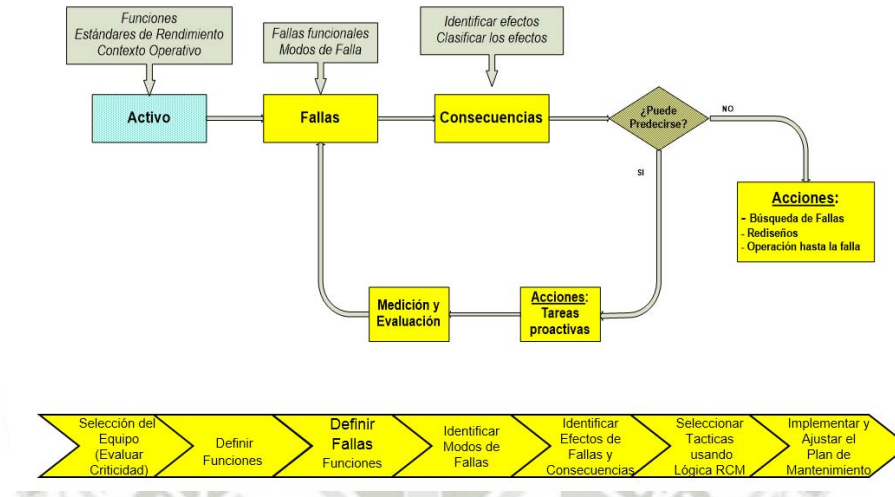 Funciones
Estándares de Rendimiento
Contexto Operativo
Fallas funcionales
Modos de Falla
Identificar efectos
Clasificar los efectos
Activo
Fallas
Consecuencias
¿Puede
Predecirse?
NO
SI
Acciones:
- Búsqueda de Fallas
- Rediseños
- Operación hasta la falla
Medición y
Evaluación
Acciones:
Tareas
proactivas
Selección del
Equipo
(Evaluar
Criticidad)
Definir
Funciones
Definir
Fallas
Funciones
Identificar
Modos de
Fallas
Identificar
Efectos de
Fallas y
Consecuencias
Seleccionar
Tacticas
usando
Lógica RCM
Implementar y
Ajustar el
Plan de
Mantenimiento